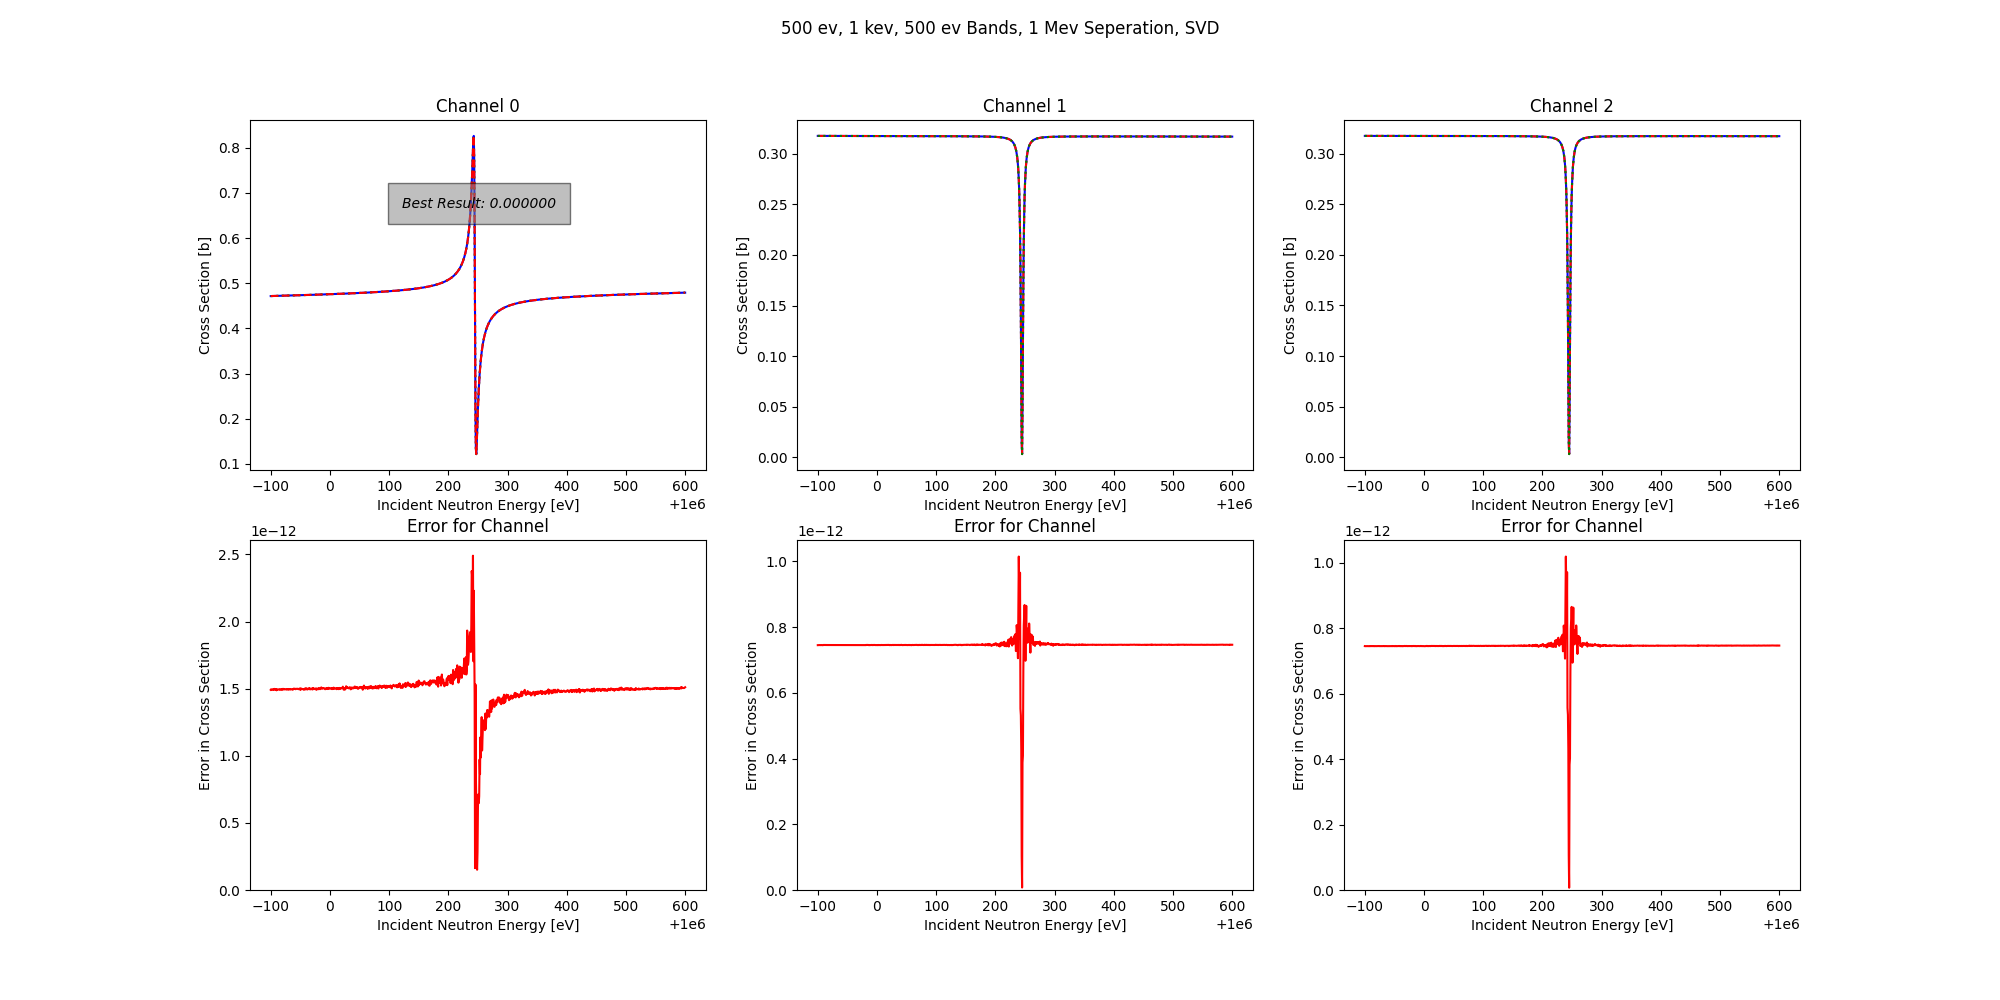 500 ev, 1 kev, 500 ev Bands, 1 Mev Seperation, SVD
Channel 0
Cross Section [b]
0.8
0.7
0.6
0.5
0.4
0.3
0.2
0.1
Best Result: 0.000000
−100 0 100 200 300 400 500 600
Incident Neutron Energy [eV]
+1e6
Channel 1
Cross Section [b]
0.30
0.25
0.20
0.15
0.10
0.05
0.00
−100 0 100 200 300 400 500 600
Incident Neutron Energy [eV]
+1e6
Channel 2
Cross Section [b]
0.30
0.25
0.20
0.15
0.10
0.05
0.00
−100 0 100 200 300 400 500 600
Incident Neutron Energy [eV]
+1e6
Error for Channel
1e−12
Error in Cross Section
2.5
2.0
1.5
1.0
0.5
0.0
−100 0 100 200 300 400 500 600
Incident Neutron Energy [eV]
+1e6
Error for Channel
1e−12
Error in Cross Section
1.0
0.8
0.6
0.4
0.2
0.0
−100 0 100 200 300 400 500 600
Incident Neutron Energy [eV]
+1e6
Error for Channel
1e−12
Error in Cross Section
1.0
0.8
0.6
0.4
0.2
0.0
−100 0 100 200 300 400 500 600
Incident Neutron Energy [eV]
+1e6